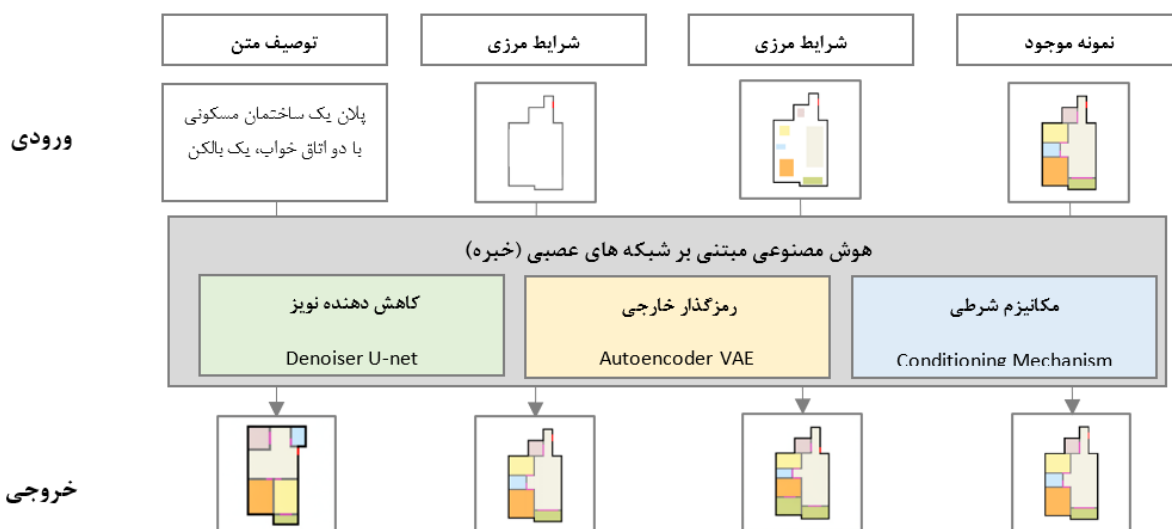 نمونه موجود
شرایط مرزی
شرایط مرزی
توصیف متن
ورودی
پلان یک ساختمان مسکونی
با دو اتاق خواب، یک بالکن
هوش مصنوعی مبتنی بر شبکه های عصبی (خبره)
مکانیزم شرطی
Conditioning Mechanism
رمزگذار خارجی
Autoencoder VAE
کاهش دهنده نویز
Denoiser U-net
خروجی